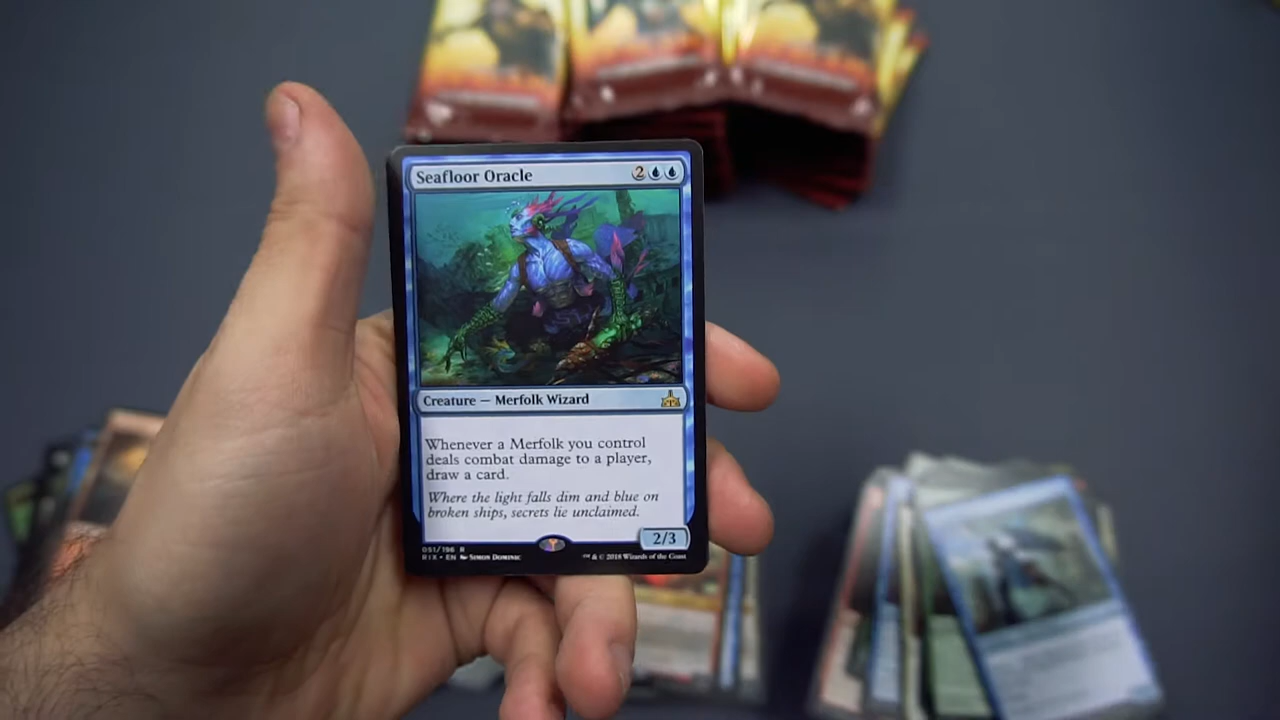 Seafloor Oracle 2
Creature — Merfolk Wizard
Whenever a Merfolk you control
deals combat damage to a player,
draw a card.
Where the light falls dim and blue on
broken ships, secrets lie unclaimed.
2/3
051/196 R
RIX • EN Simon Dominic
™ & © 2018 Wizards of the Coast